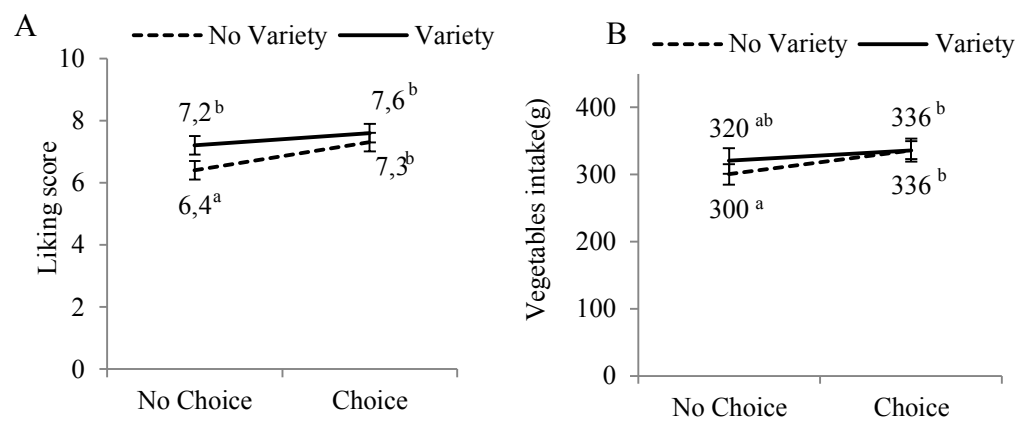 A
No Variety Variety
Liking score
10
8
6
4
2
0
7,2 b
7,6 b
6,4 a
7,3 b
No Choice Choice
B
No Variety Variety
Vegetables intake(g)
400
300
200
100
0
320 ab
336 b
300 a
336 b
No Choice Choice